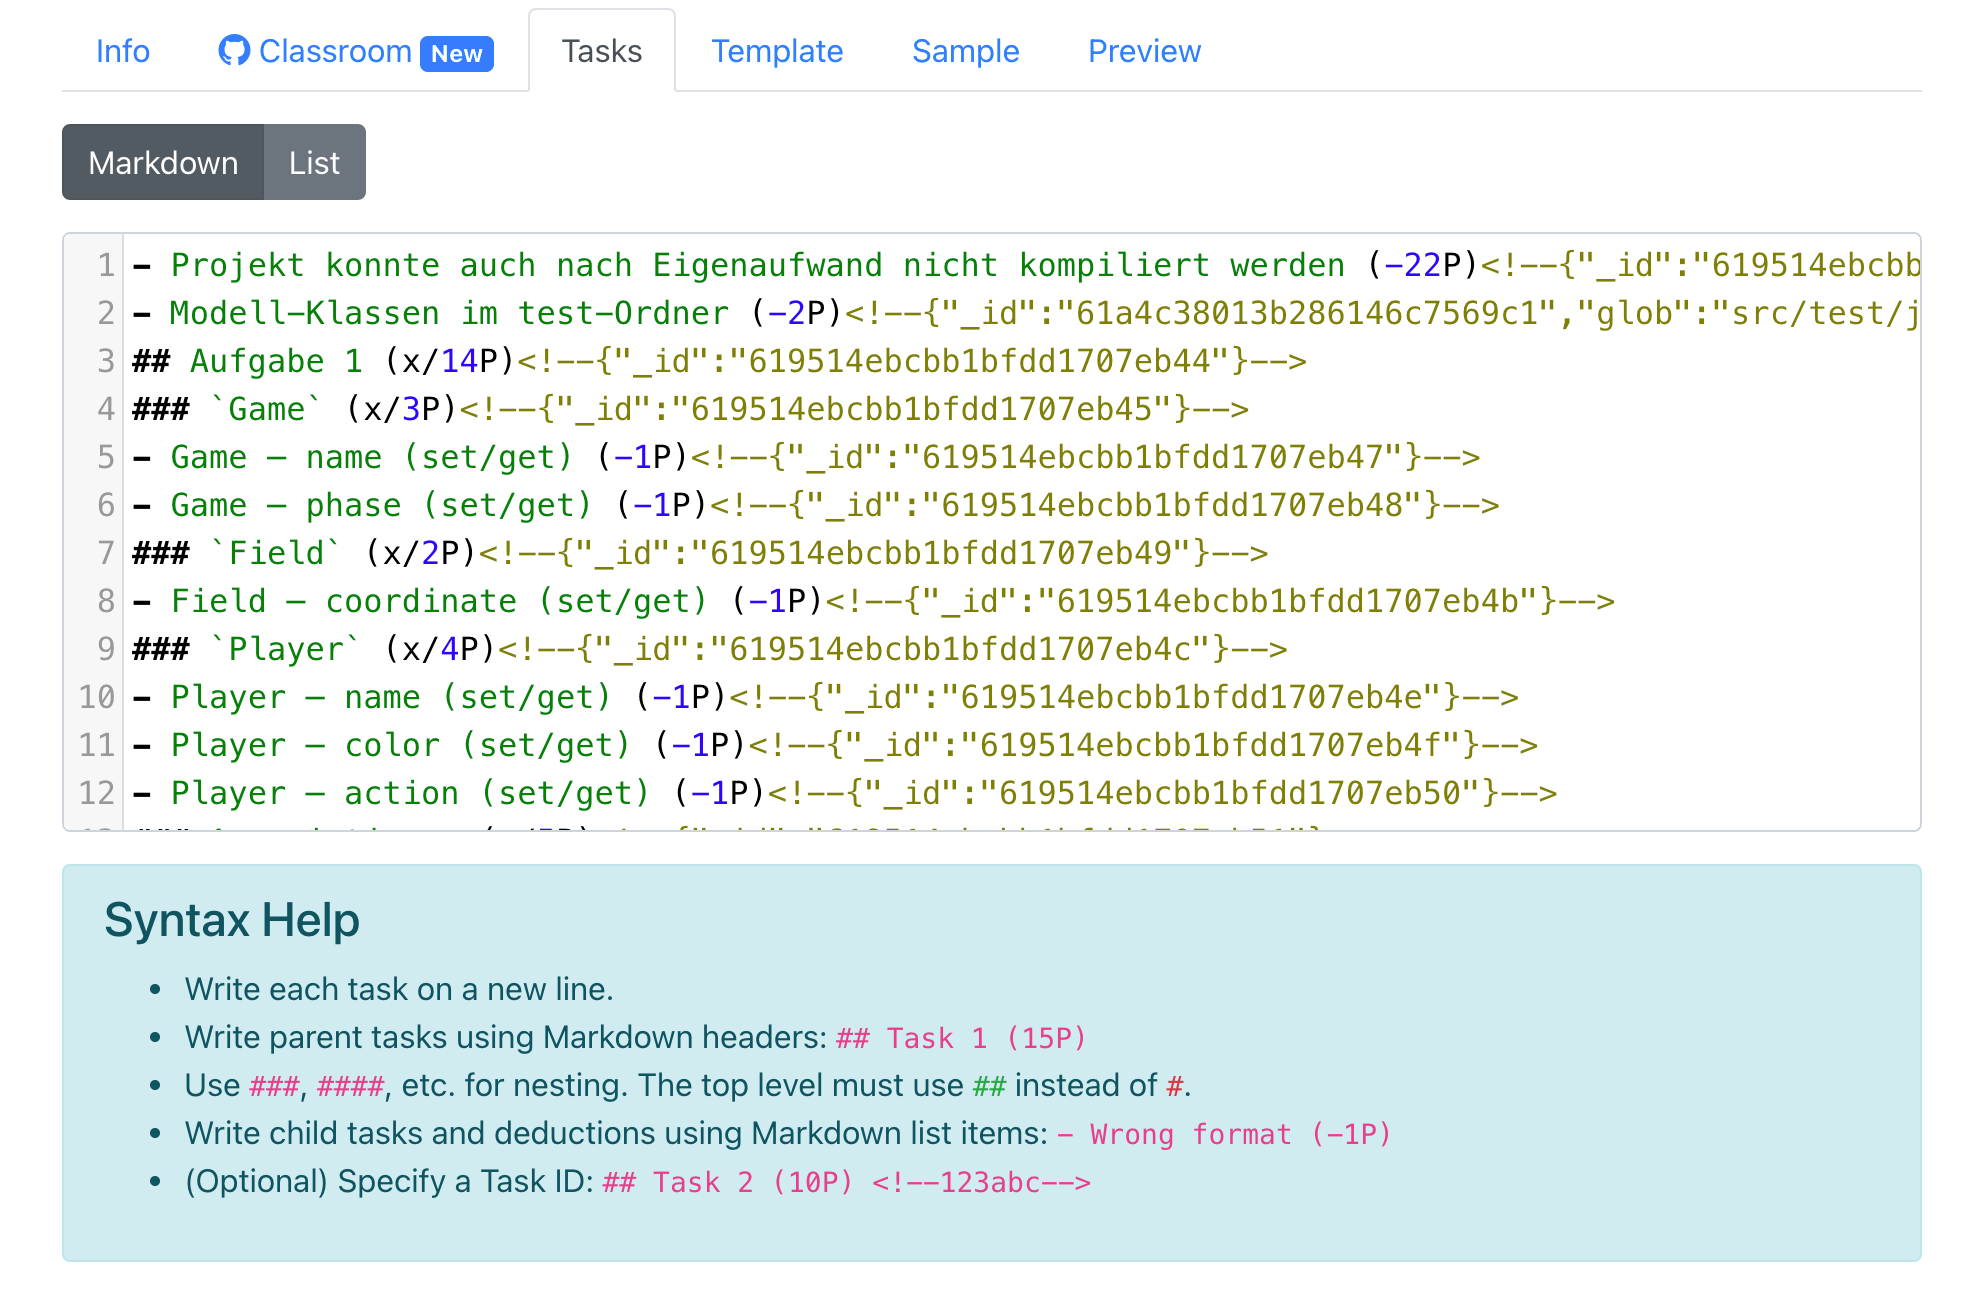 Info Classroom New Tasks Template Sample Preview
Markdown List
1 - Projekt konnte auch nach Eigenaufwand nicht kompiliert werden (-22P)<!--{"_id":"619514ebcbb
2 - Modell-Klassen im test-Ordner (-2P)<!--{"_id":"61a4c38013b286146c7569c1","glob":"src/test/j
3 ## Aufgabe 1 (x/14P)<!--{"_id":"619514ebcbb1bfdd1707eb44"}-->
4 ### `Game` (x/3P)<!--{"_id":"619514ebcbb1bfdd1707eb45"}-->
5 - Game – name (set/get) (-1P)<!--{"_id":"619514ebcbb1bfdd1707eb47"}-->
6 - Game – phase (set/get) (-1P)<!--{"_id":"619514ebcbb1bfdd1707eb48"}-->
7 ### `Field` (x/2P)<!--{"_id":"619514ebcbb1bfdd1707eb49"}-->
8 - Field – coordinate (set/get) (-1P)<!--{"_id":"619514ebcbb1bfdd1707eb4b"}-->
9 ### `Player` (x/4P)<!--{"_id":"619514ebcbb1bfdd1707eb4c"}-->
10 - Player – name (set/get) (-1P)<!--{"_id":"619514ebcbb1bfdd1707eb4e"}-->
11 - Player – color (set/get) (-1P)<!--{"_id":"619514ebcbb1bfdd1707eb4f"}-->
12 - Player – action (set/get) (-1P)<!--{"_id":"619514ebcbb1bfdd1707eb50"}-->
Syntax Help
• Write each task on a new line.
• Write parent tasks using Markdown headers: ## Task 1 (15P)
• Use ###, ####, etc. for nesting. The top level must use ## instead of #.
• Write child tasks and deductions using Markdown list items: - Wrong format (-1P)
• (Optional) Specify a Task ID: ## Task 2 (10P) <!--123abc-->